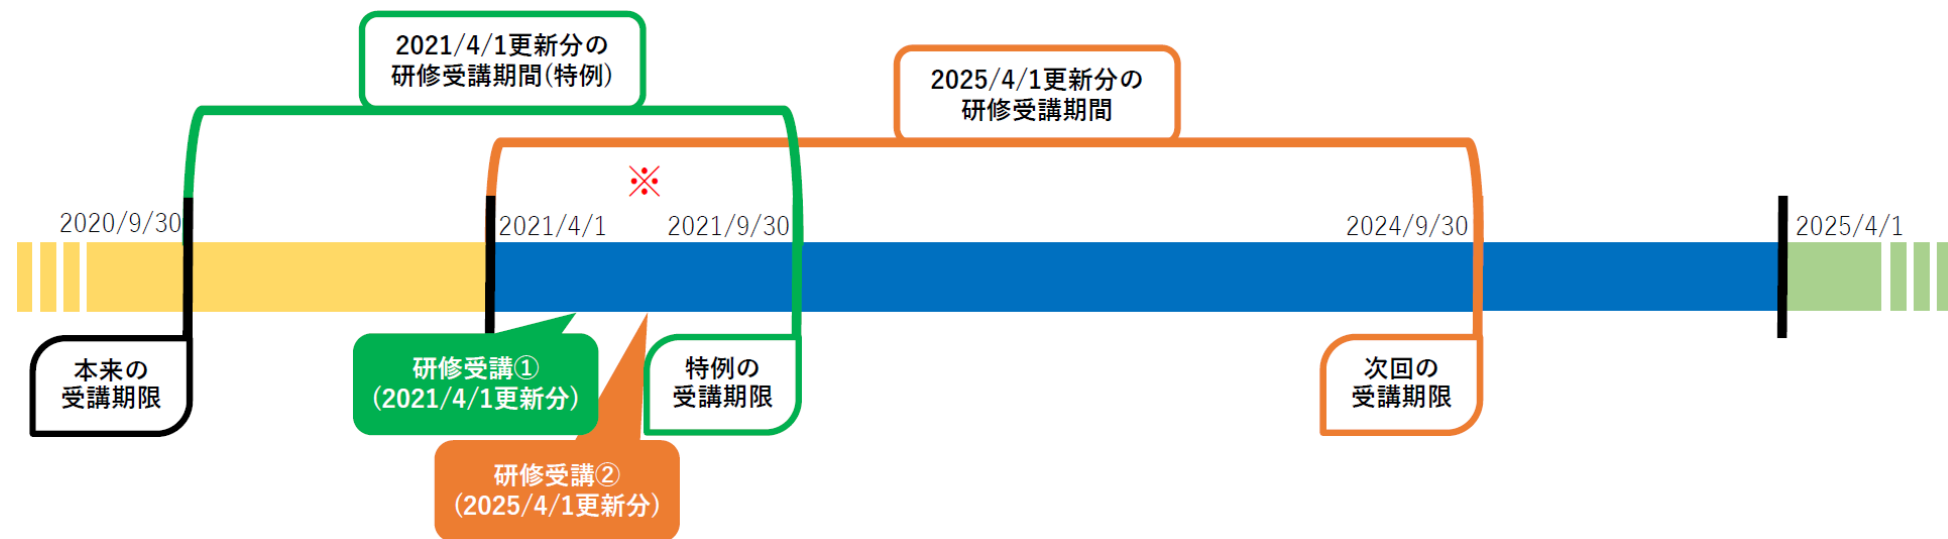 2021/4/1更新分の
研修受講期間(特例)
2025/4/1更新分の
研修受講期間
※
2020/9/30
2021/4/1
2021/9/30
2024/9/30
2025/4/1
本来の
受講期限
研修受講①
(2021/4/1更新分)
特例の
受講期限
次回の
受講期限
研修受講②
(2025/4/1更新分)